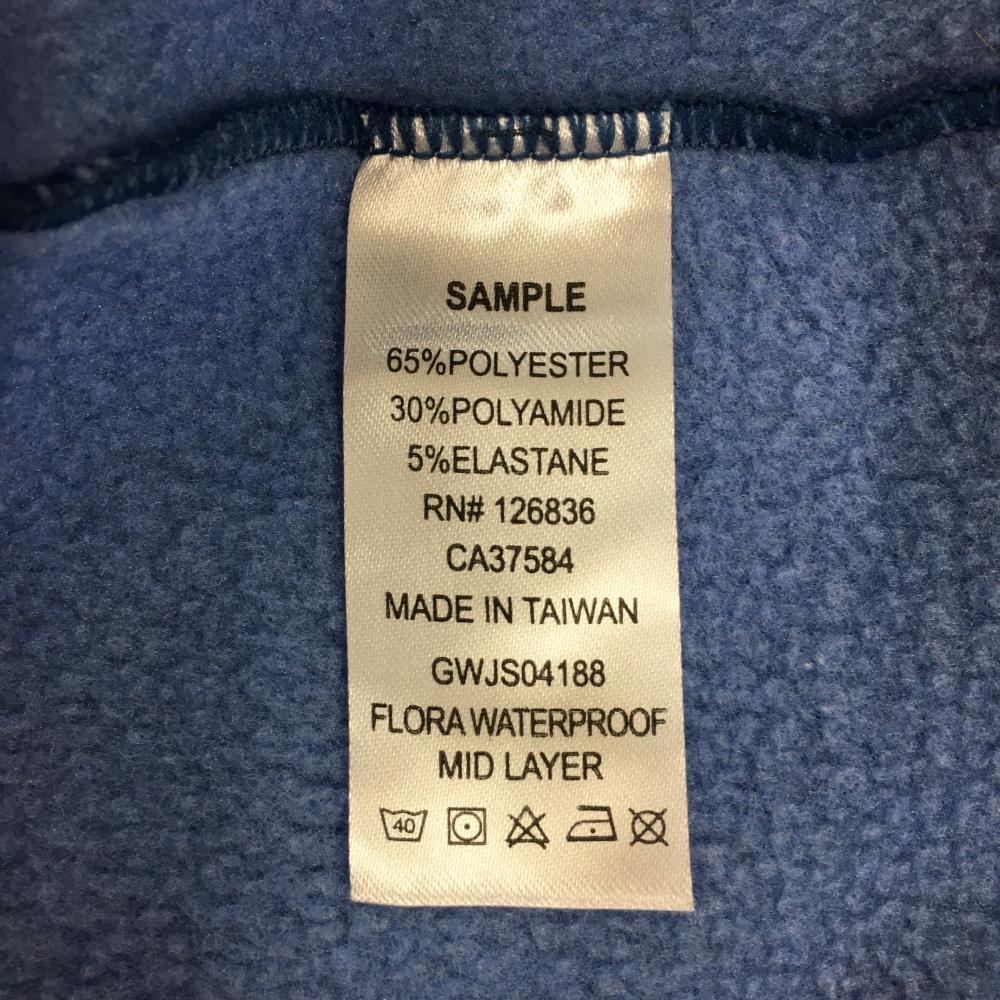 SAMPLE
65%POLYESTER
30%POLYAMIDE
5%ELASTANE
RN# 126836
CA37584
MADE IN TAIWAN
GWJS04188
FLORA WATERPROOF
MID LAYER
40